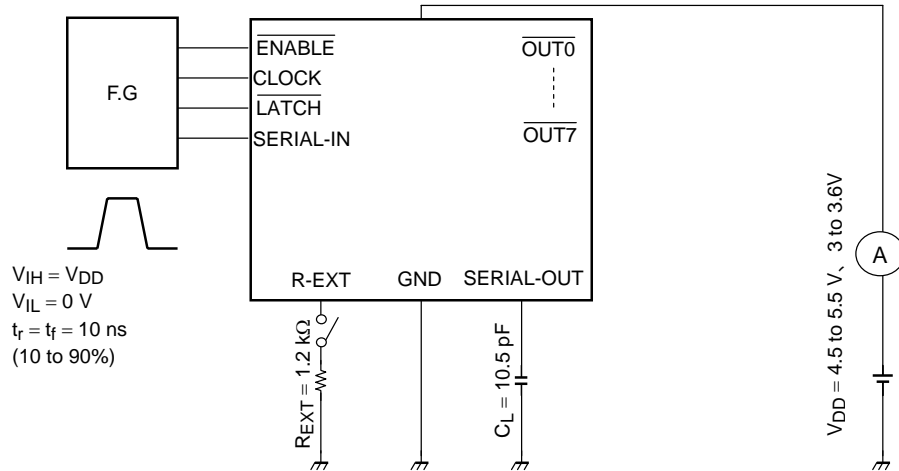 F.G
ENABLE
CLOCK
LATCH
SERIAL-IN
OUT0
OUT7
R-EXT
GND
SERIAL-OUT
VIH = VDD
VIL = 0 V
tr = tf = 10 ns
(10 to 90%)
REXT = 1.2 kΩ
CL = 10.5 pF
VDD = 4.5 to 5.5 V、 3 to 3.6V
A